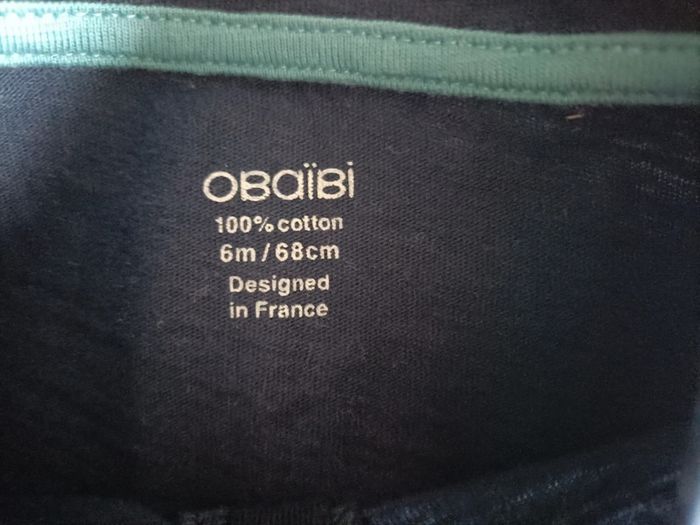 OBaïBi
100% cotton
6m/68cm
Designed
in France